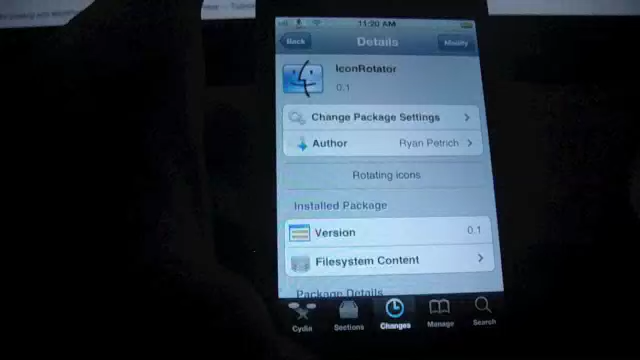 11:20 AM
Back
Details
Modify
IconRotator
0.1
Change Package Settings
Author
Ryan Petrich
Rotating icons
Installed Package
Version
0.1
Filesystem Content
Package Details
Cydia
Sections
Changes
Manage
Search